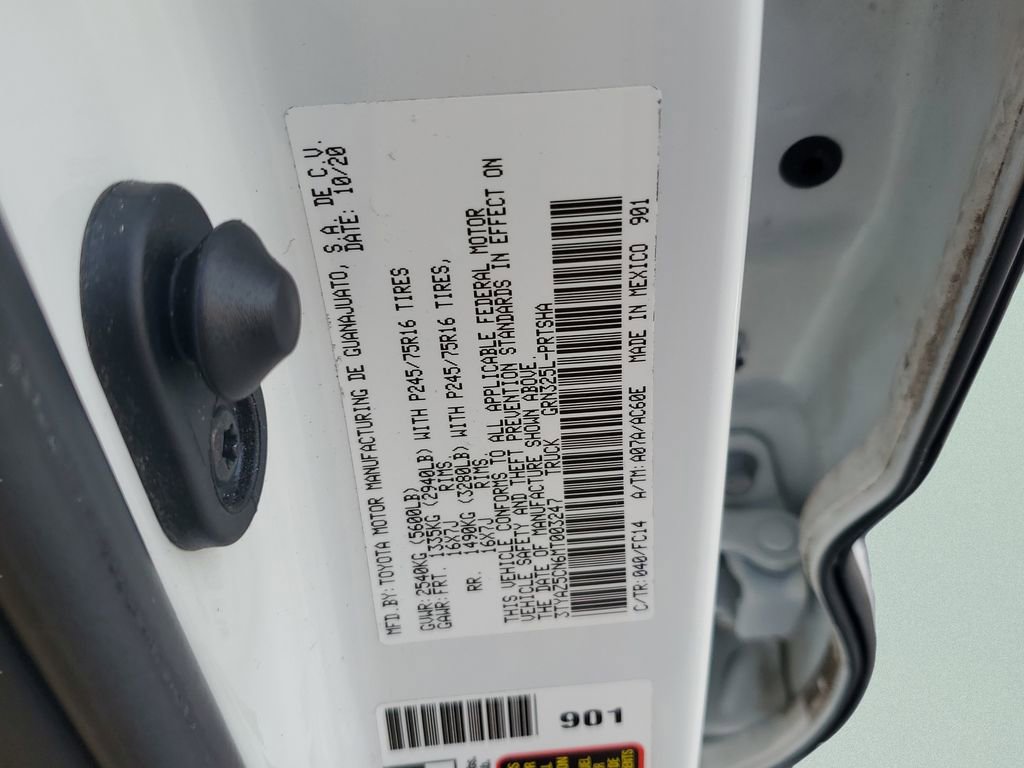 MFD.BY:TOYOTA MOTOR MANUFACTURING DE GUANAJUATO, S.A. DE C.V.
DATE: 10/20
GVWR:2540KG(5600LB)
GAWR:FRT.1335KG (2940LB) WITH P245/75R16 TIRES
16X7J RIMS
RR. 1490KG (3280LB) WITH P245/75R16 TIRES,
16X7J RIMS.
THIS VEHICLE CONFORMS TO ALL APPLICABLE FEDERAL MOTOR
VEHICLE SAFETY AND THEFT PREVENTION STANDARDS IN EFFECT ON
THE DATE OF MANUFACTURE SHOWN ABOVE.
3TYAZ5CN6MT003247 TRUCK GRN325L-PRTSHA
C/TR:040/FC14 A/TM:A07A/AC60E MADE IN MEXICO 901
901